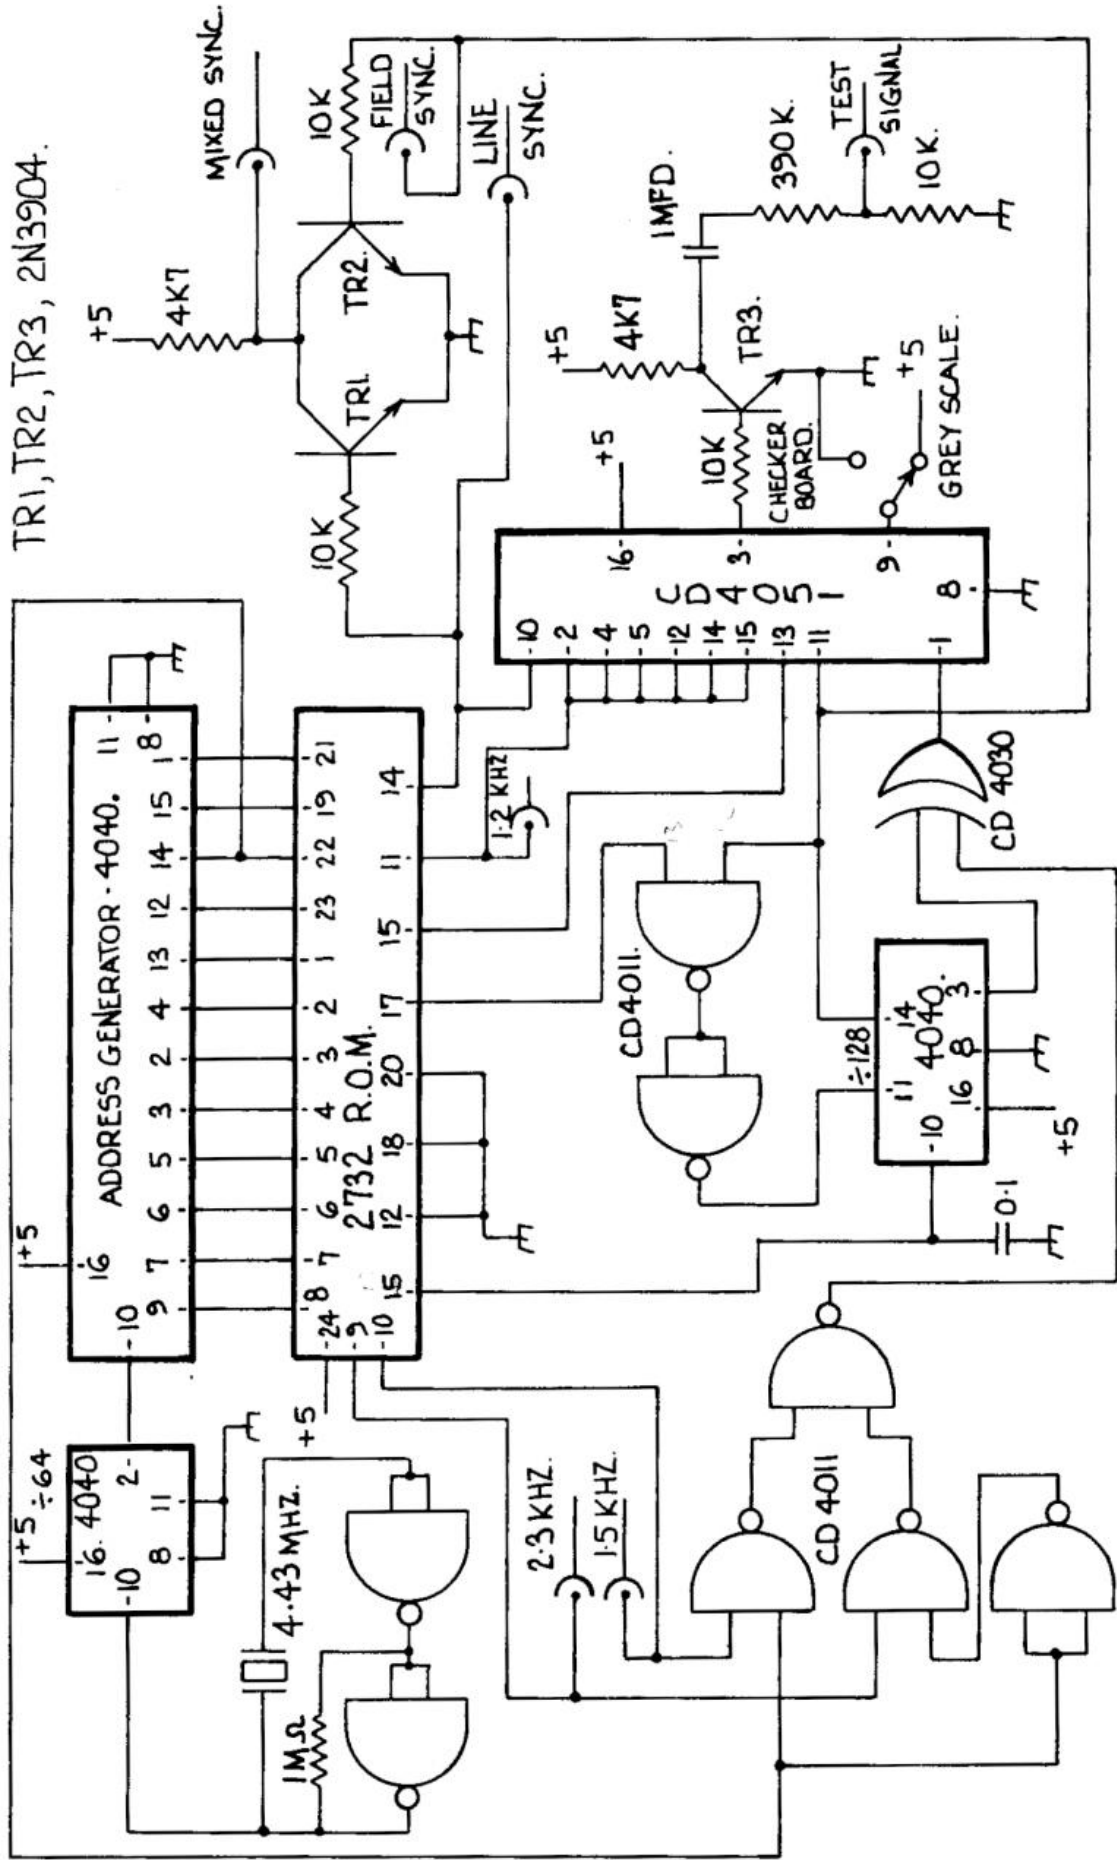 TR1, TR2, TR3, 2N3904.
+5
4K7
MIXED SYNC.
10K
TR1.
TR2.
10K
FIELD
SYNC.
LINE
SYNC.
+5
÷64
16. 4040
-10
2-
8
11
+5
16
-10
ADDRESS GENERATOR - 4040.
11
8
9 7 6 5 3 2 4 13 12 14 15 1
8 7 6 5 4 3 2 1 23 22 19 21
+5
-24
-9
-10
2732 R.O.M.
15 12 18 20 17 15 11 14
1·2 KHZ
4·43 MHZ.
1MΩ
2·3 KHZ.
1·5 KHZ.
CD 4011
CD4011.
÷128
11
14
4040.
-10
16
8
3
+5
0·1
CD 4030
-10
-2
-4
-5
-12
-14
-15
-13
-11
-1
CD4051
16-
3-
9-
8
+5
10K
CHECKER
BOARD.
+5
4K7
TR3.
1MFD.
390K.
TEST
SIGNAL
10K.
+5
GREY SCALE.